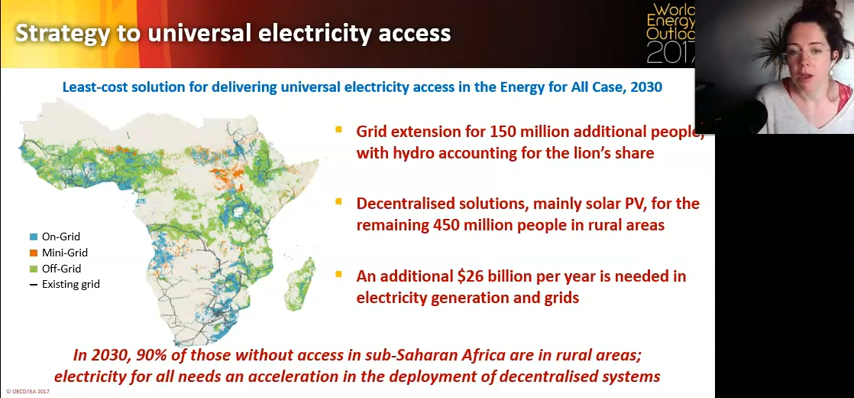 Strategy to universal electricity access
World
Energy
Outlook
2017
Least-cost solution for delivering universal electricity access in the Energy for All Case, 2030
Grid extension for 150 million additional people,
with hydro accounting for the lion's share
Decentralised solutions, mainly solar PV, for the
remaining 450 million people in rural areas
An additional $26 billion per year is needed in
electricity generation and grids
On-Grid
Mini-Grid
Off-Grid
Existing grid
In 2030, 90% of those without access in sub-Saharan Africa are in rural areas;
electricity for all needs an acceleration in the deployment of decentralised systems
© OECD/IEA 2017